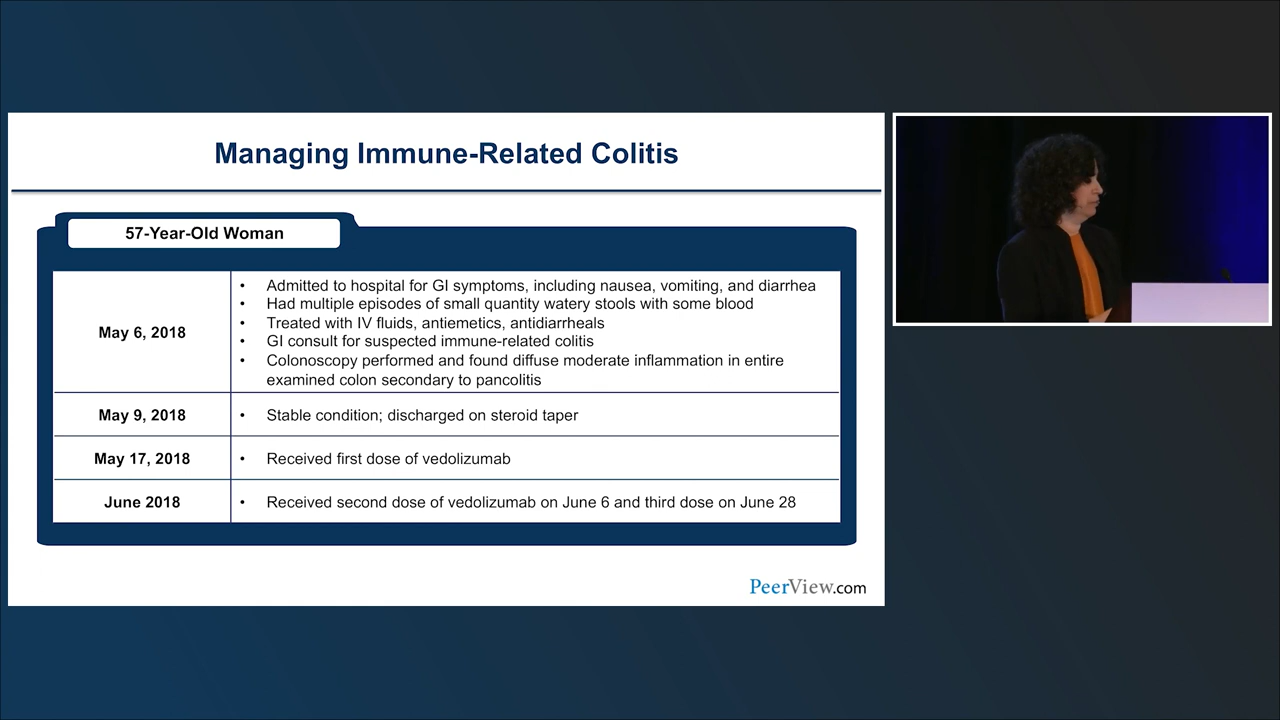 Managing Immune-Related Colitis
57-Year-Old Woman
May 6, 2018
• Admitted to hospital for GI symptoms, including nausea, vomiting, and diarrhea
• Had multiple episodes of small quantity watery stools with some blood
• Treated with IV fluids, antiemetics, antidiarrheals
• GI consult for suspected immune-related colitis
• Colonoscopy performed and found diffuse moderate inflammation in entire
examined colon secondary to pancolitis
May 9, 2018
• Stable condition; discharged on steroid taper
May 17, 2018
• Received first dose of vedolizumab
June 2018
• Received second dose of vedolizumab on June 6 and third dose on June 28
PeerView.com